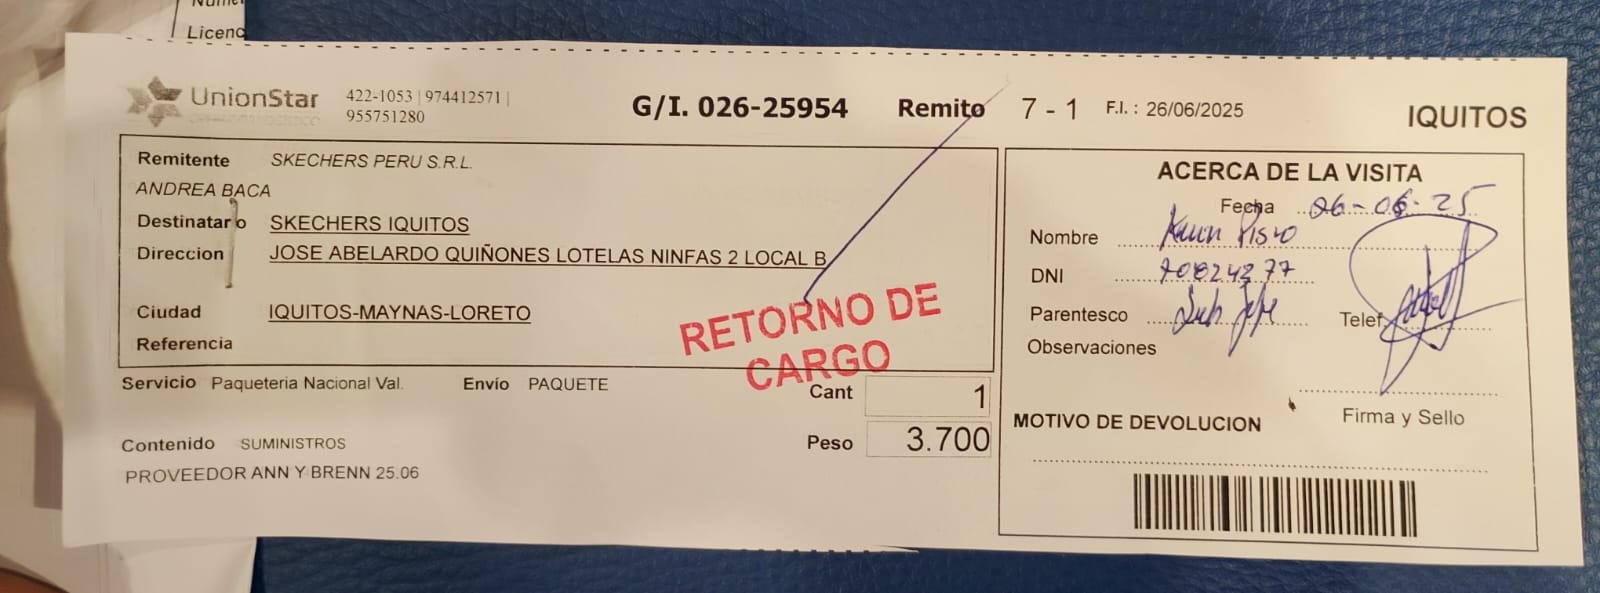 Licenc
UnionStar
422-1053 | 974412571 |
955751280
G/I. 026-25954 Remito 7 - 1 F.I. : 26/06/2025
IQUITOS
Remitente SKECHERS PERU S.R.L.
ANDREA BACA
Destinatario SKECHERS IQUITOS
Direccion JOSE ABELARDO QUIÑONES LOTELAS NINFAS 2 LOCAL B
Ciudad IQUITOS-MAYNAS-LORETO
Referencia
RETORNO DE
CARGO
Servicio Paqueteria Nacional Val. Envío PAQUETE
Cant 1
Contenido SUMINISTROS
Peso 3.700
PROVEEDOR ANN Y BRENN 25.06
ACERCA DE LA VISITA
Fecha
Nombre
DNI 70824277
Parentesco Sub Jefe
Telef
Observaciones
Firma y Sello
MOTIVO DE DEVOLUCION